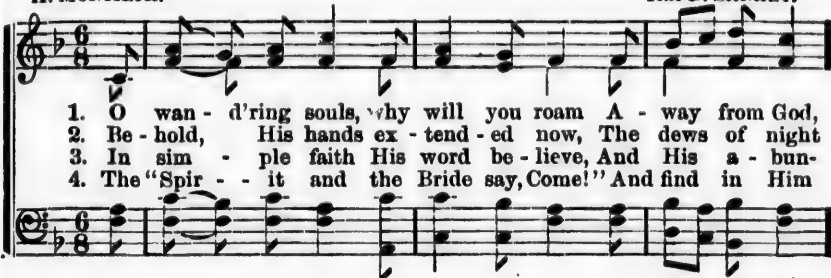 1. O wan - d'ring souls, why will you roam A - way from God,
2. Be - hold, His hands ex - tend - ed now, The dews of night
3. In sim - ple faith His word be - lieve, And His a - bun-
4. The "Spir - - it and the Bride say, Come!" And find in Him